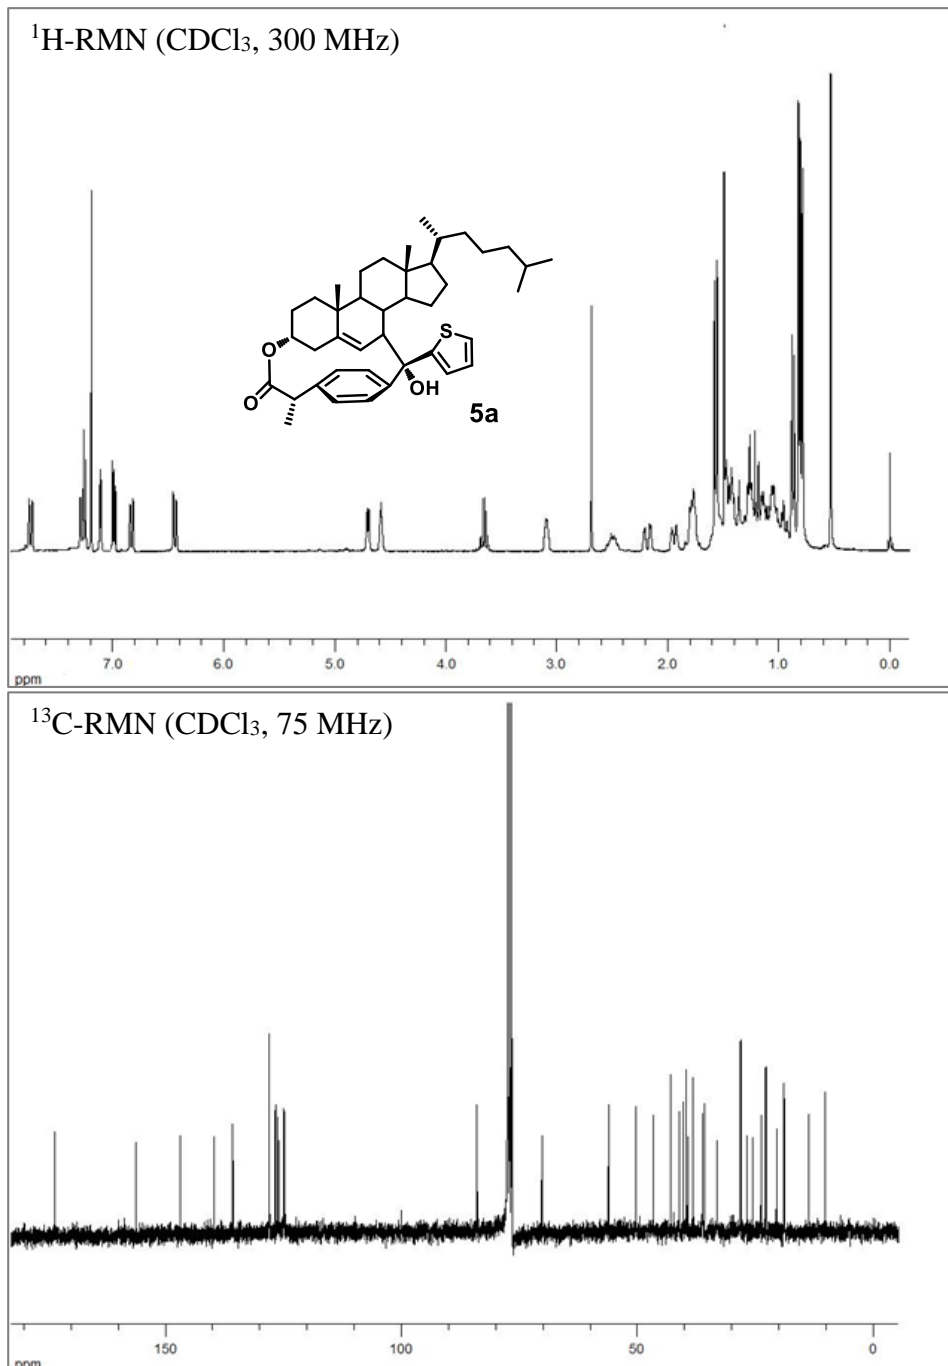 ¹H-RMN (CDCl₃, 300 MHz)
S
O
OH
O
5a
7.0 6.0 5.0 4.0 3.0 2.0 1.0 0.0
ppm
¹³C-RMN (CDCl₃, 75 MHz)
150 100 50 0
ppm